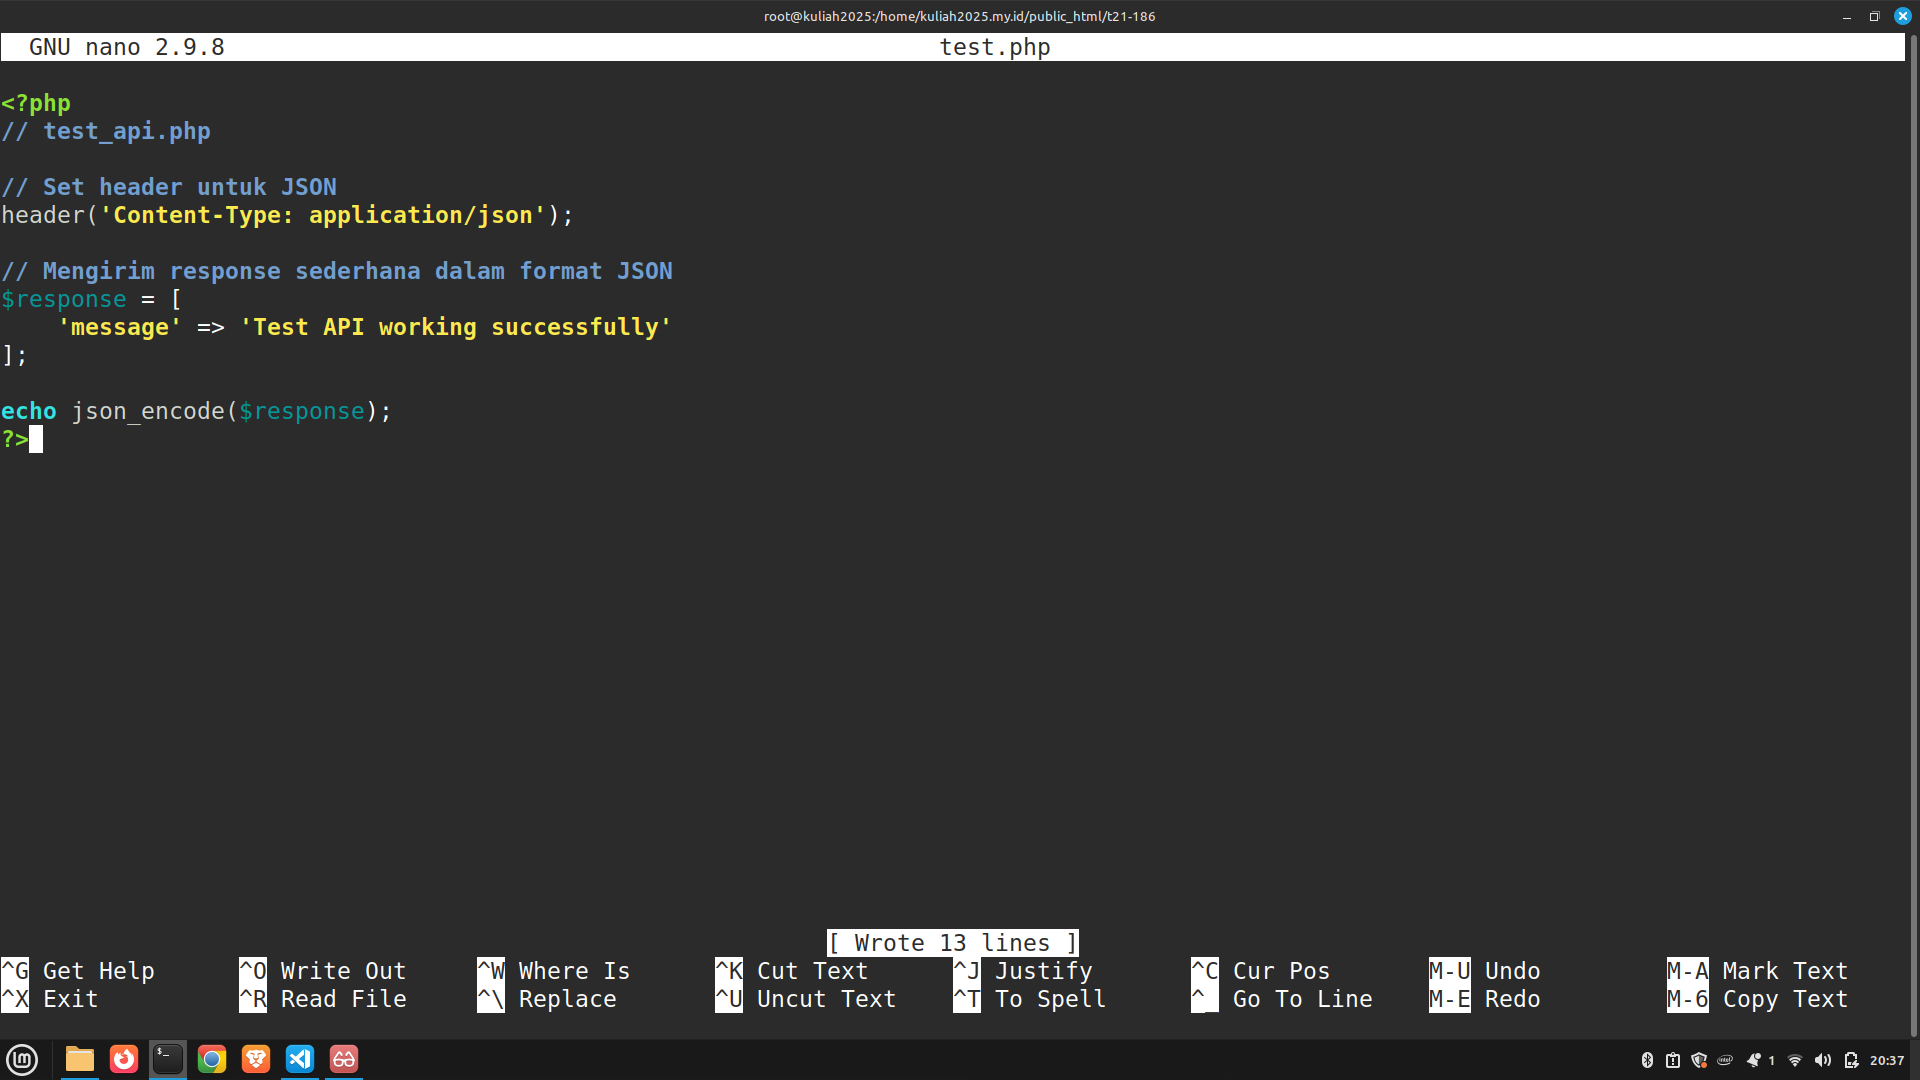 root@kuliah2025:/home/kuliah2025.my.id/public_html/t21-186
GNU nano 2.9.8 test.php
<?php
// test_api.php
// Set header untuk JSON
header('Content-Type: application/json');
// Mengirim response sederhana dalam format JSON
$response = [
    'message' => 'Test API working successfully'
];
echo json_encode($response);
?>
[ Wrote 13 lines ]
^G Get Help ^O Write Out ^W Where Is ^K Cut Text ^J Justify ^C Cur Pos M-U Undo M-A Mark Text
^X Exit ^R Read File ^\ Replace ^U Uncut Text ^T To Spell ^_ Go To Line M-E Redo M-6 Copy Text
1 20:37